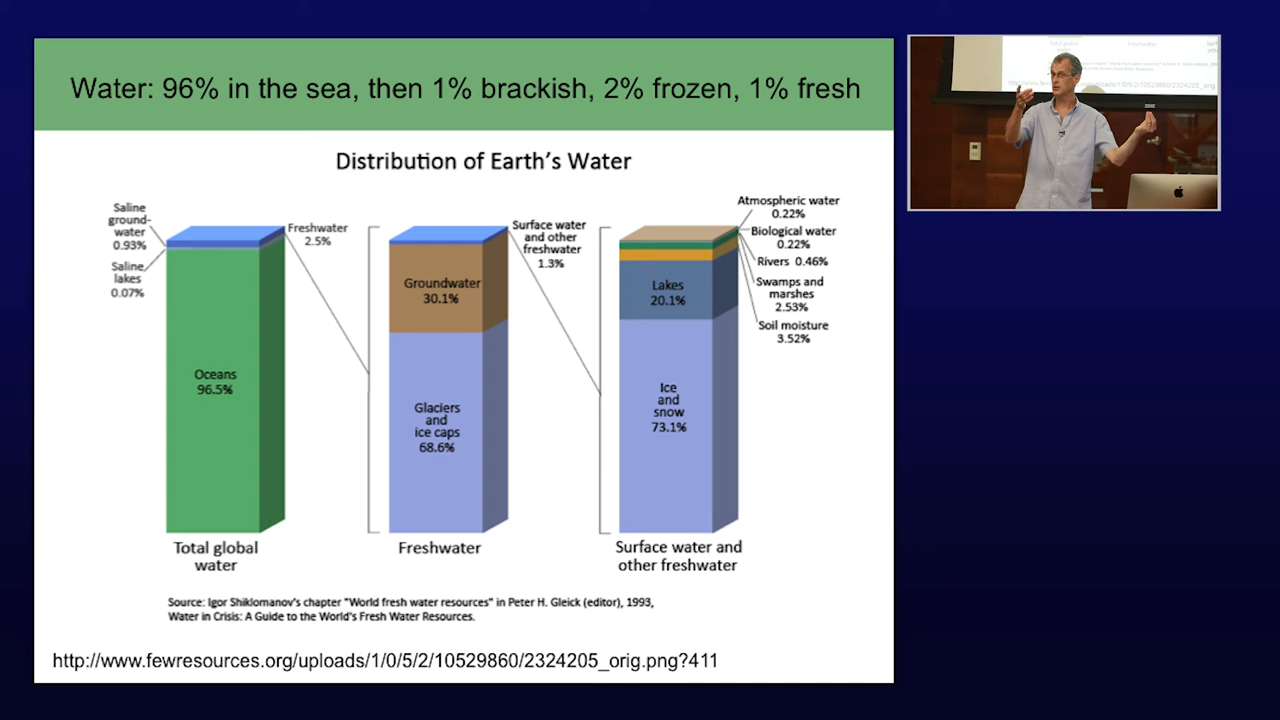 Water: 96% in the sea, then 1% brackish, 2% frozen, 1% fresh
Distribution of Earth's Water
Saline
ground-
water
0.93%
Saline
lakes
0.07%
Freshwater
2.5%
Oceans
96.5%
Total global
water
Surface water
and other
freshwater
1.3%
Groundwater
30.1%
Glaciers
and
ice caps
68.6%
Freshwater
Atmospheric water
0.22%
Biological water
0.22%
Rivers 0.46%
Swamps and
marshes
2.53%
Soil moisture
3.52%
Lakes
20.1%
Ice
and
snow
73.1%
Surface water and
other freshwater
Source: Igor Shiklomanov's chapter "World fresh water resources" in Peter H. Gleick (editor), 1993,
Water in Crisis: A Guide to the World's Fresh Water Resources.
http://www.fewresources.org/uploads/1/0/5/2/10529860/2324205_orig.png?411